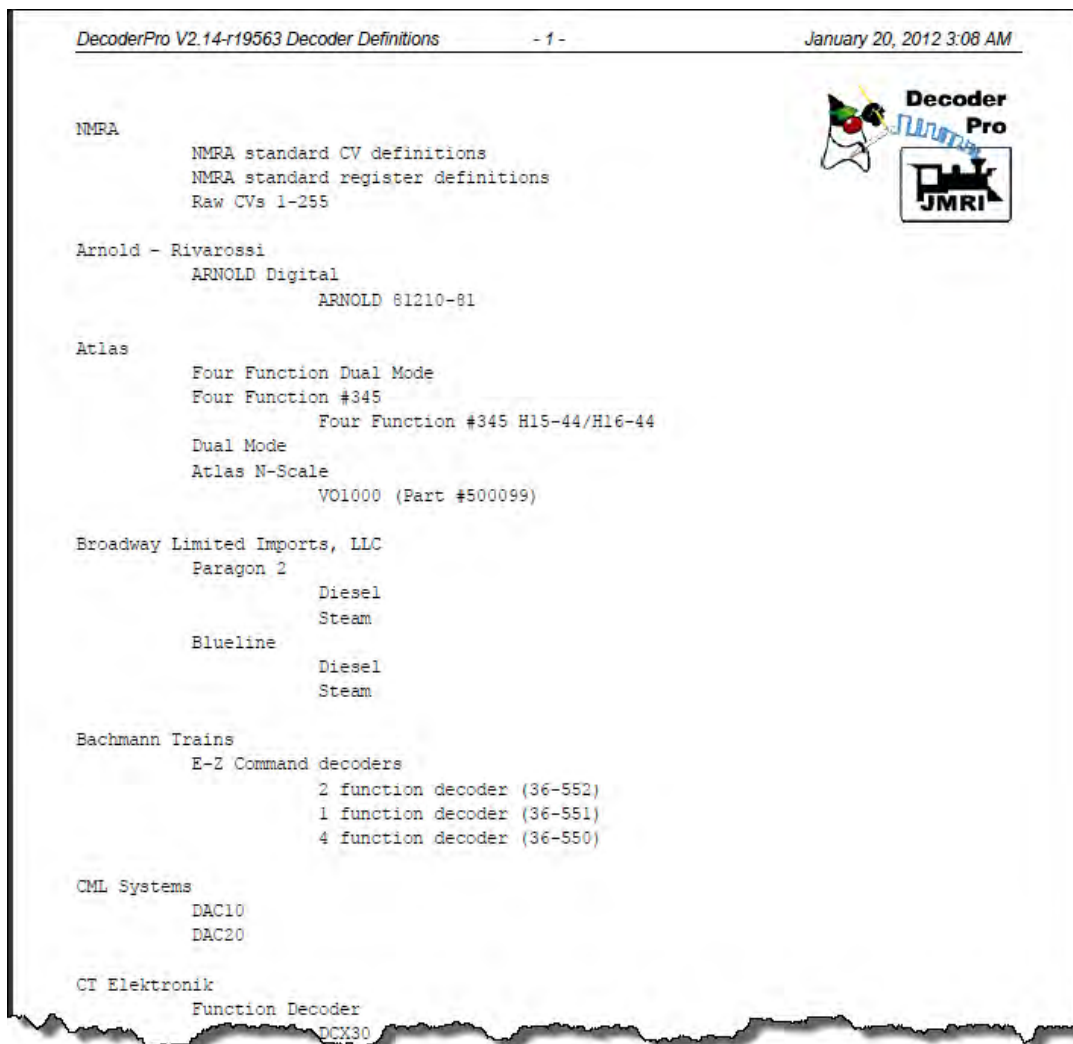 DecoderPro V2.14-r19563 Decoder Definitions - 1 - January 20, 2012 3:08 AM
Decoder
Pro
JMRI
NMRA
NMRA standard CV definitions
NMRA standard register definitions
Raw CVs 1-255
Arnold - Rivarossi
ARNOLD Digital
ARNOLD 81210-81
Atlas
Four Function Dual Mode
Four Function #345
Four Function #345 H15-44/H16-44
Dual Mode
Atlas N-Scale
VO1000 (Part #500099)
Broadway Limited Imports, LLC
Paragon 2
Diesel
Steam
Blueline
Diesel
Steam
Bachmann Trains
E-Z Command decoders
2 function decoder (36-552)
1 function decoder (36-551)
4 function decoder (36-550)
CML Systems
DAC10
DAC20
CT Elektronik
Function Decoder
DCX30